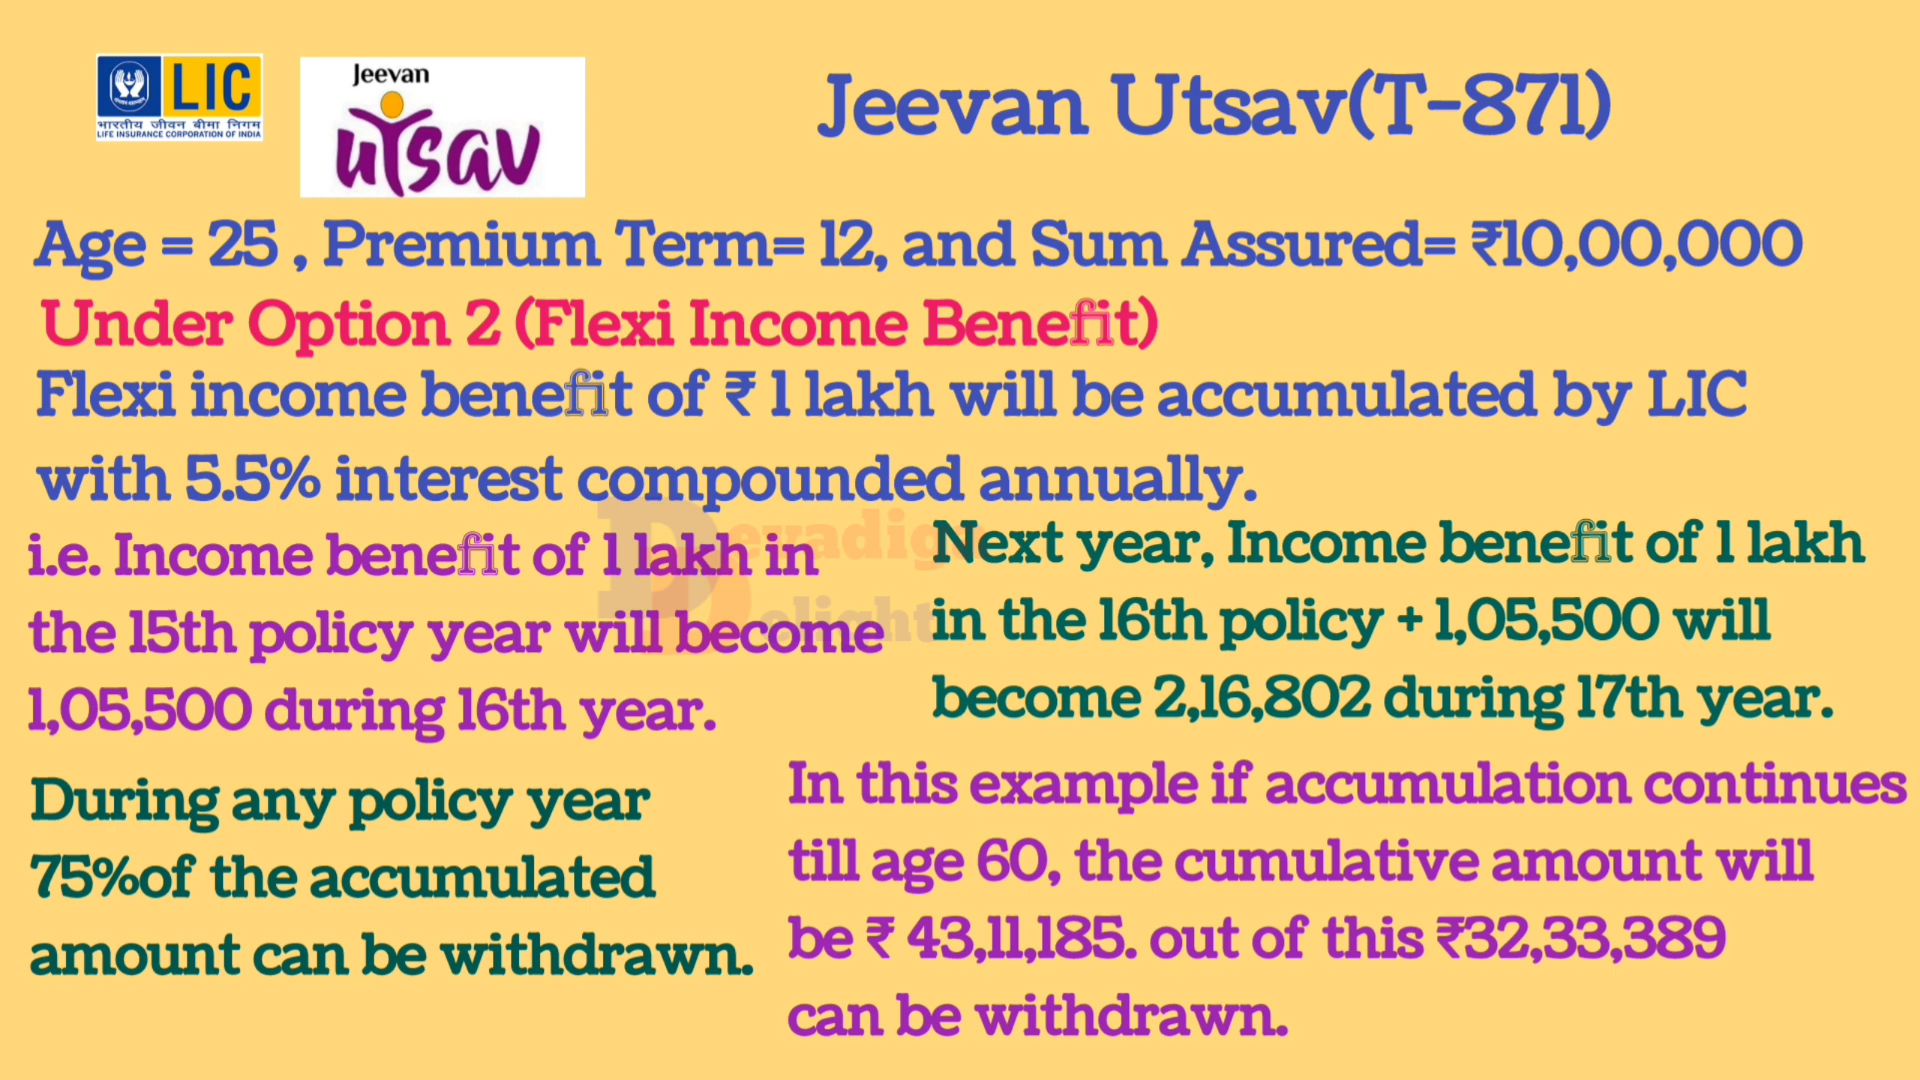 LIC
भारतीय जीवन बीमा निगम
LIFE INSURANCE CORPORATION OF INDIA
Jeevan
utsav
Jeevan Utsav(T-871)
Age = 25 , Premium Term= 12, and Sum Assured= ₹10,00,000
Under Option 2 (Flexi Income Benefit)
Flexi income benefit of ₹ 1 lakh will be accumulated by LIC
with 5.5% interest compounded annually.
i.e. Income benefit of 1 lakh in
the 15th policy year will become
1,05,500 during 16th year.
Next year, Income benefit of 1 lakh
in the 16th policy + 1,05,500 will
become 2,16,802 during 17th year.
During any policy year
75%of the accumulated
amount can be withdrawn.
In this example if accumulation continues
till age 60, the cumulative amount will
be ₹ 43,11,185. out of this ₹32,33,389
can be withdrawn.